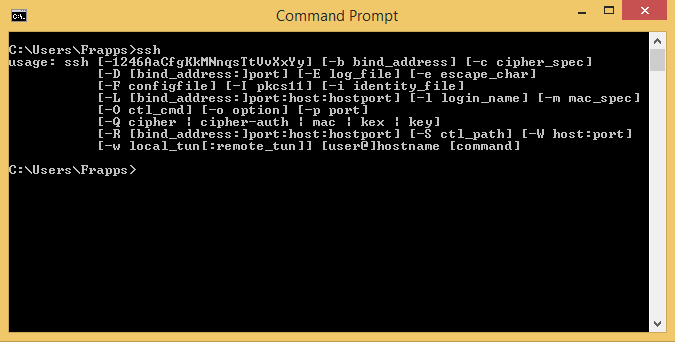 Command Prompt
C:\Users\Frapps>ssh
usage: ssh [-1246AaCfgKkMNnqsTtVvXxYy] [-b bind_address] [-c cipher_spec]
[-D [bind_address:]port] [-E log_file] [-e escape_char]
[-F configfile] [-I pkcs11] [-i identity_file]
[-L [bind_address:]port:host:hostport] [-l login_name] [-m mac_spec]
[-O ctl_cmd] [-o option] [-p port]
[-Q cipher | cipher-auth | mac | kex | key]
[-R [bind_address:]port:host:hostport] [-S ctl_path] [-W host:port]
[-w local_tun[:remote_tun]] [user@]hostname [command]
C:\Users\Frapps>